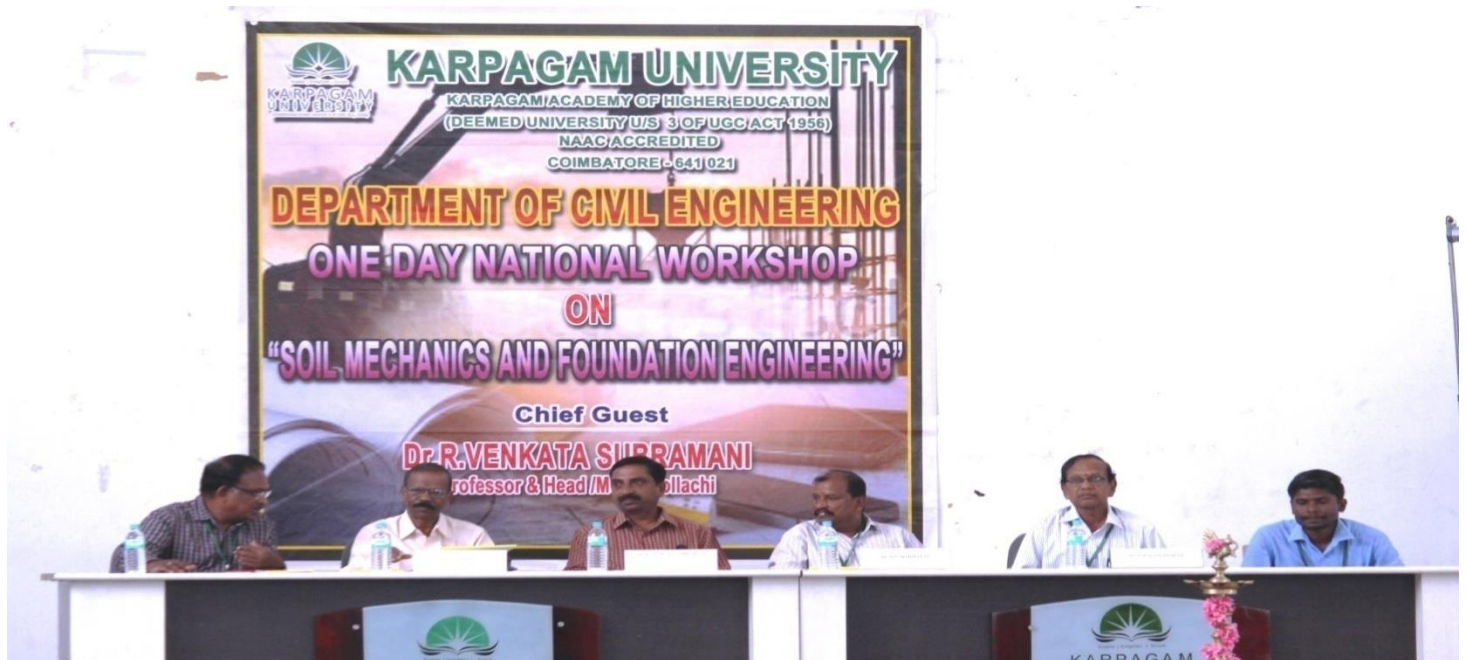 KARPAGAM UNIVERSITY
KARPAGAM
UNIVERSITY
KARPAGAM ACADEMY OF HIGHER EDUCATION
(DEEMED UNIVERSITY U/S 3 OF UGC ACT 1956)
NAAC ACCREDITED
COIMBATORE - 641 021
DEPARTMENT OF CIVIL ENGINEERING
ONE DAY NATIONAL WORKSHOP
ON
“SOIL MECHANICS AND FOUNDATION ENGINEERING”
Chief Guest
Dr.R.VENKATA SUBRAMANI
Professor & Head
KARPAGAM